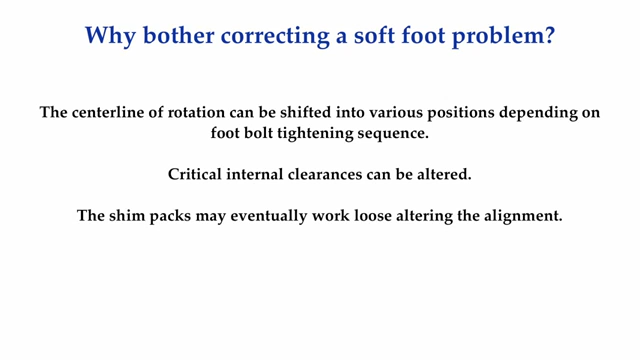 Why bother correcting a soft foot problem?
The centerline of rotation can be shifted into various positions depending on
foot bolt tightening sequence.
Critical internal clearances can be altered.
The shim packs may eventually work loose altering the alignment.